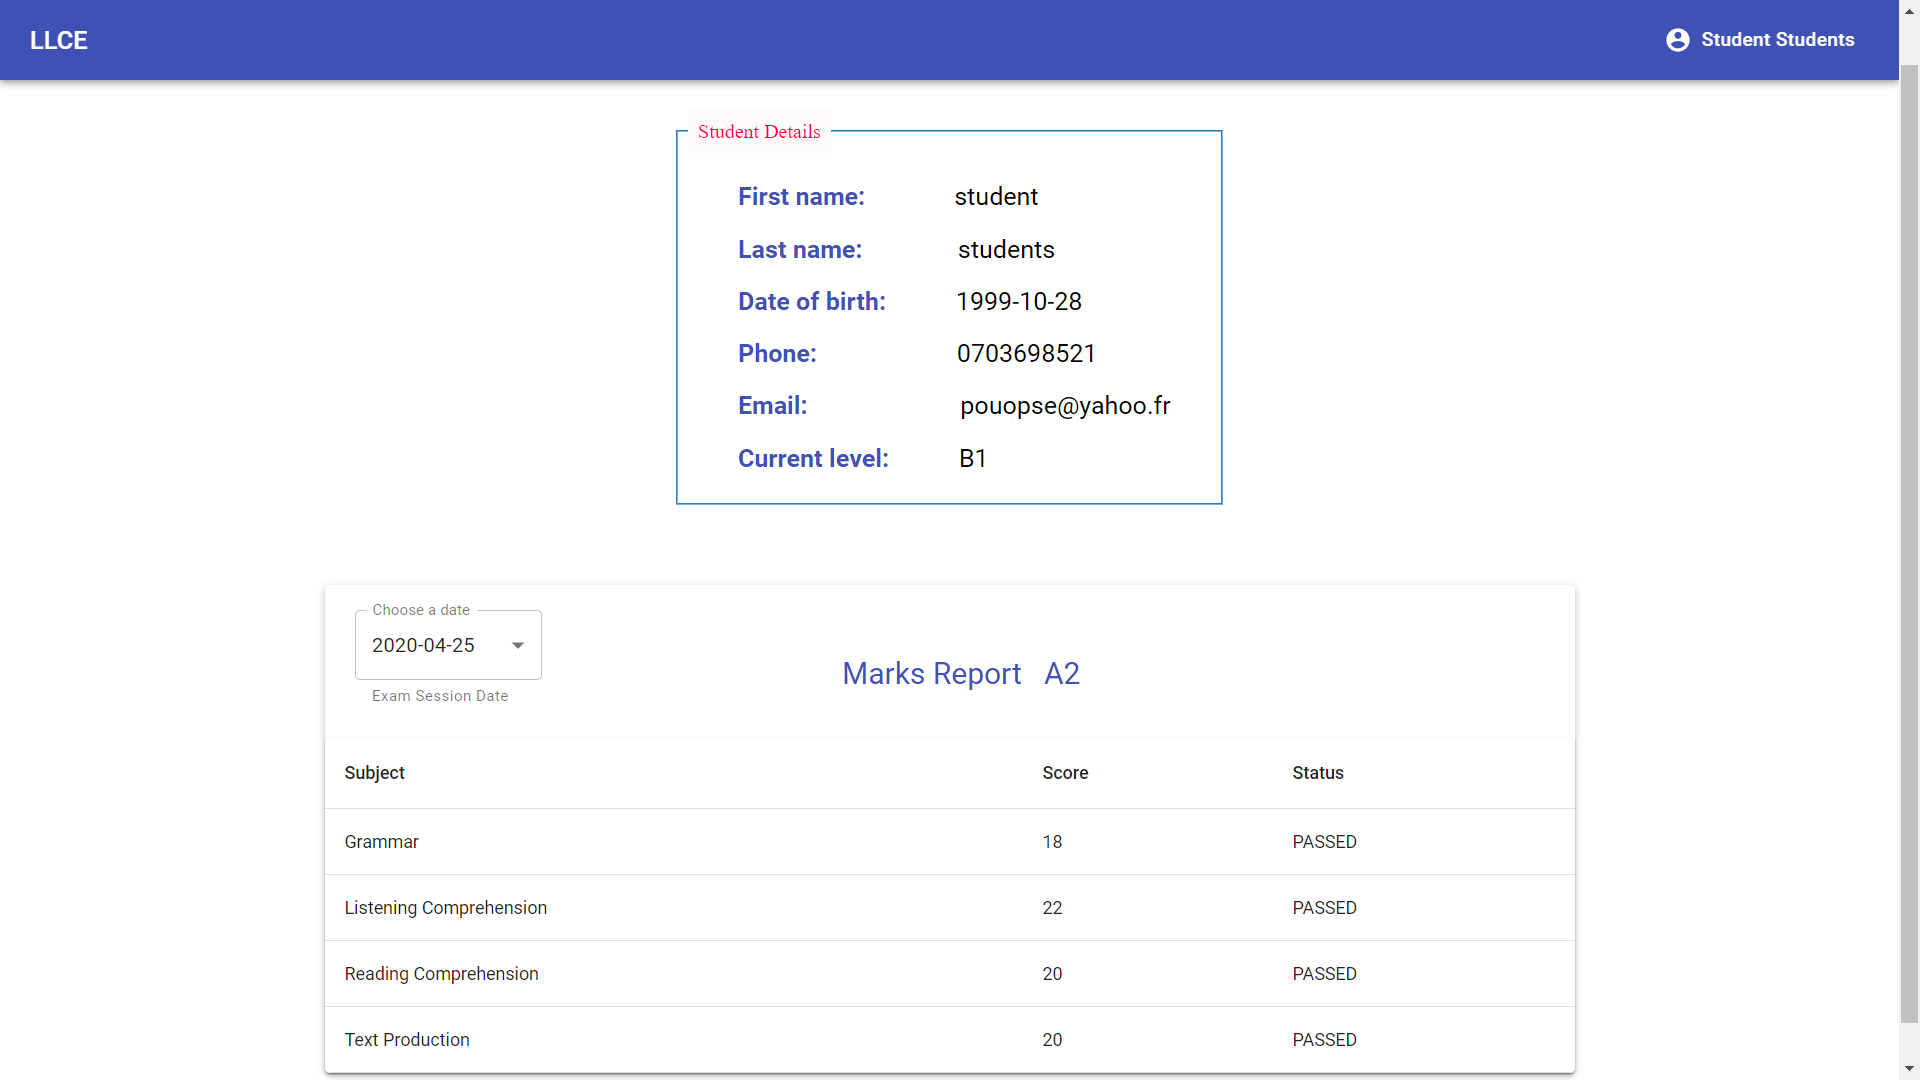 LLCE
Student Students
Student Details
First name: student
Last name: students
Date of birth: 1999-10-28
Phone: 0703698521
Email: pouopse@yahoo.fr
Current level: B1
Choose a date
2020-04-25
Exam Session Date
Marks Report A2
Subject Score Status
Grammar 18 PASSED
Listening Comprehension 22 PASSED
Reading Comprehension 20 PASSED
Text Production 20 PASSED